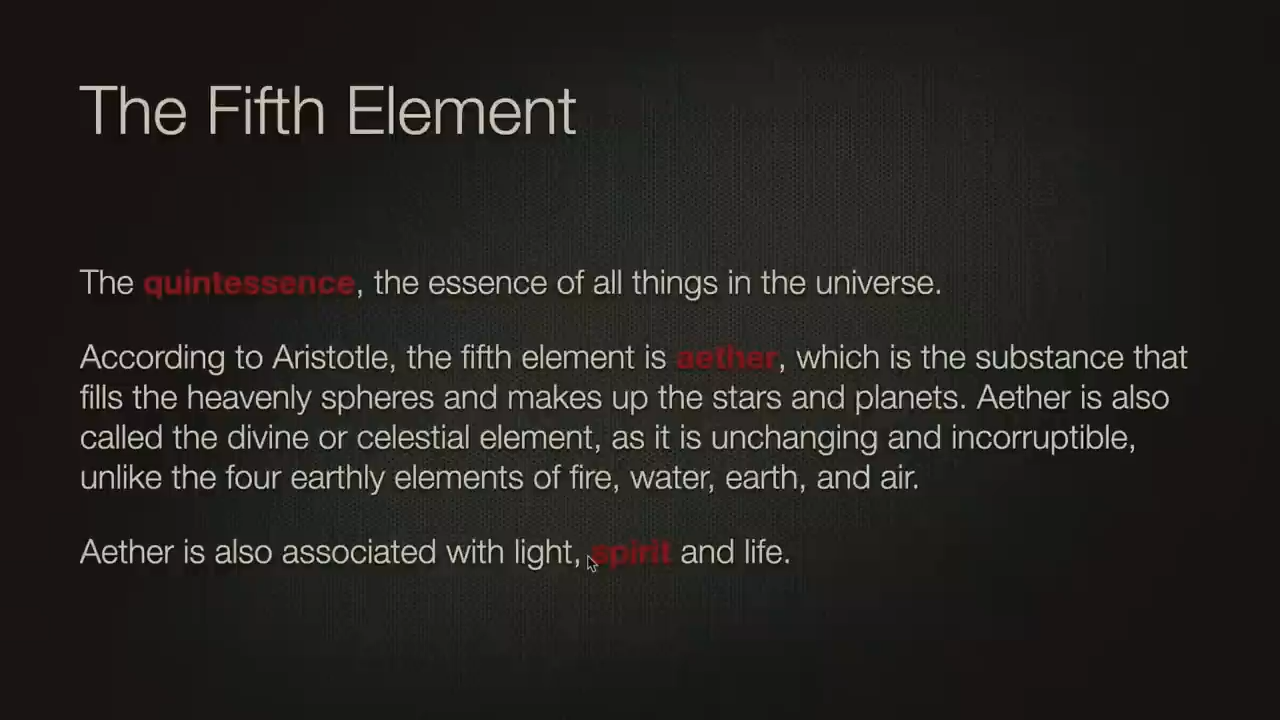 The Fifth Element
The quintessence, the essence of all things in the universe.
According to Aristotle, the fifth element is aether, which is the substance that
fills the heavenly spheres and makes up the stars and planets. Aether is also
called the divine or celestial element, as it is unchanging and incorruptible,
unlike the four earthly elements of fire, water, earth, and air.
Aether is also associated with light, spirit and life.